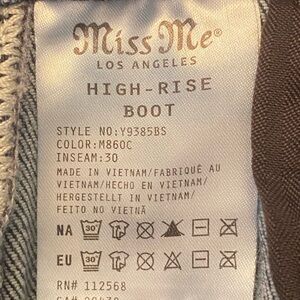 Miss Me®
LOS ANGELES
HIGH-RISE
BOOT
STYLE NO:Y9385BS
COLOR:M860C
INSEAM:30
MADE IN VIETNAM/FABRIQUÉ AU
VIETNAM/HECHO EN VIETNAM/
HERGESTELLT IN VIETNAM/
FEITO NO VIETNÃ
NA 30
EU 30
RN# 112568